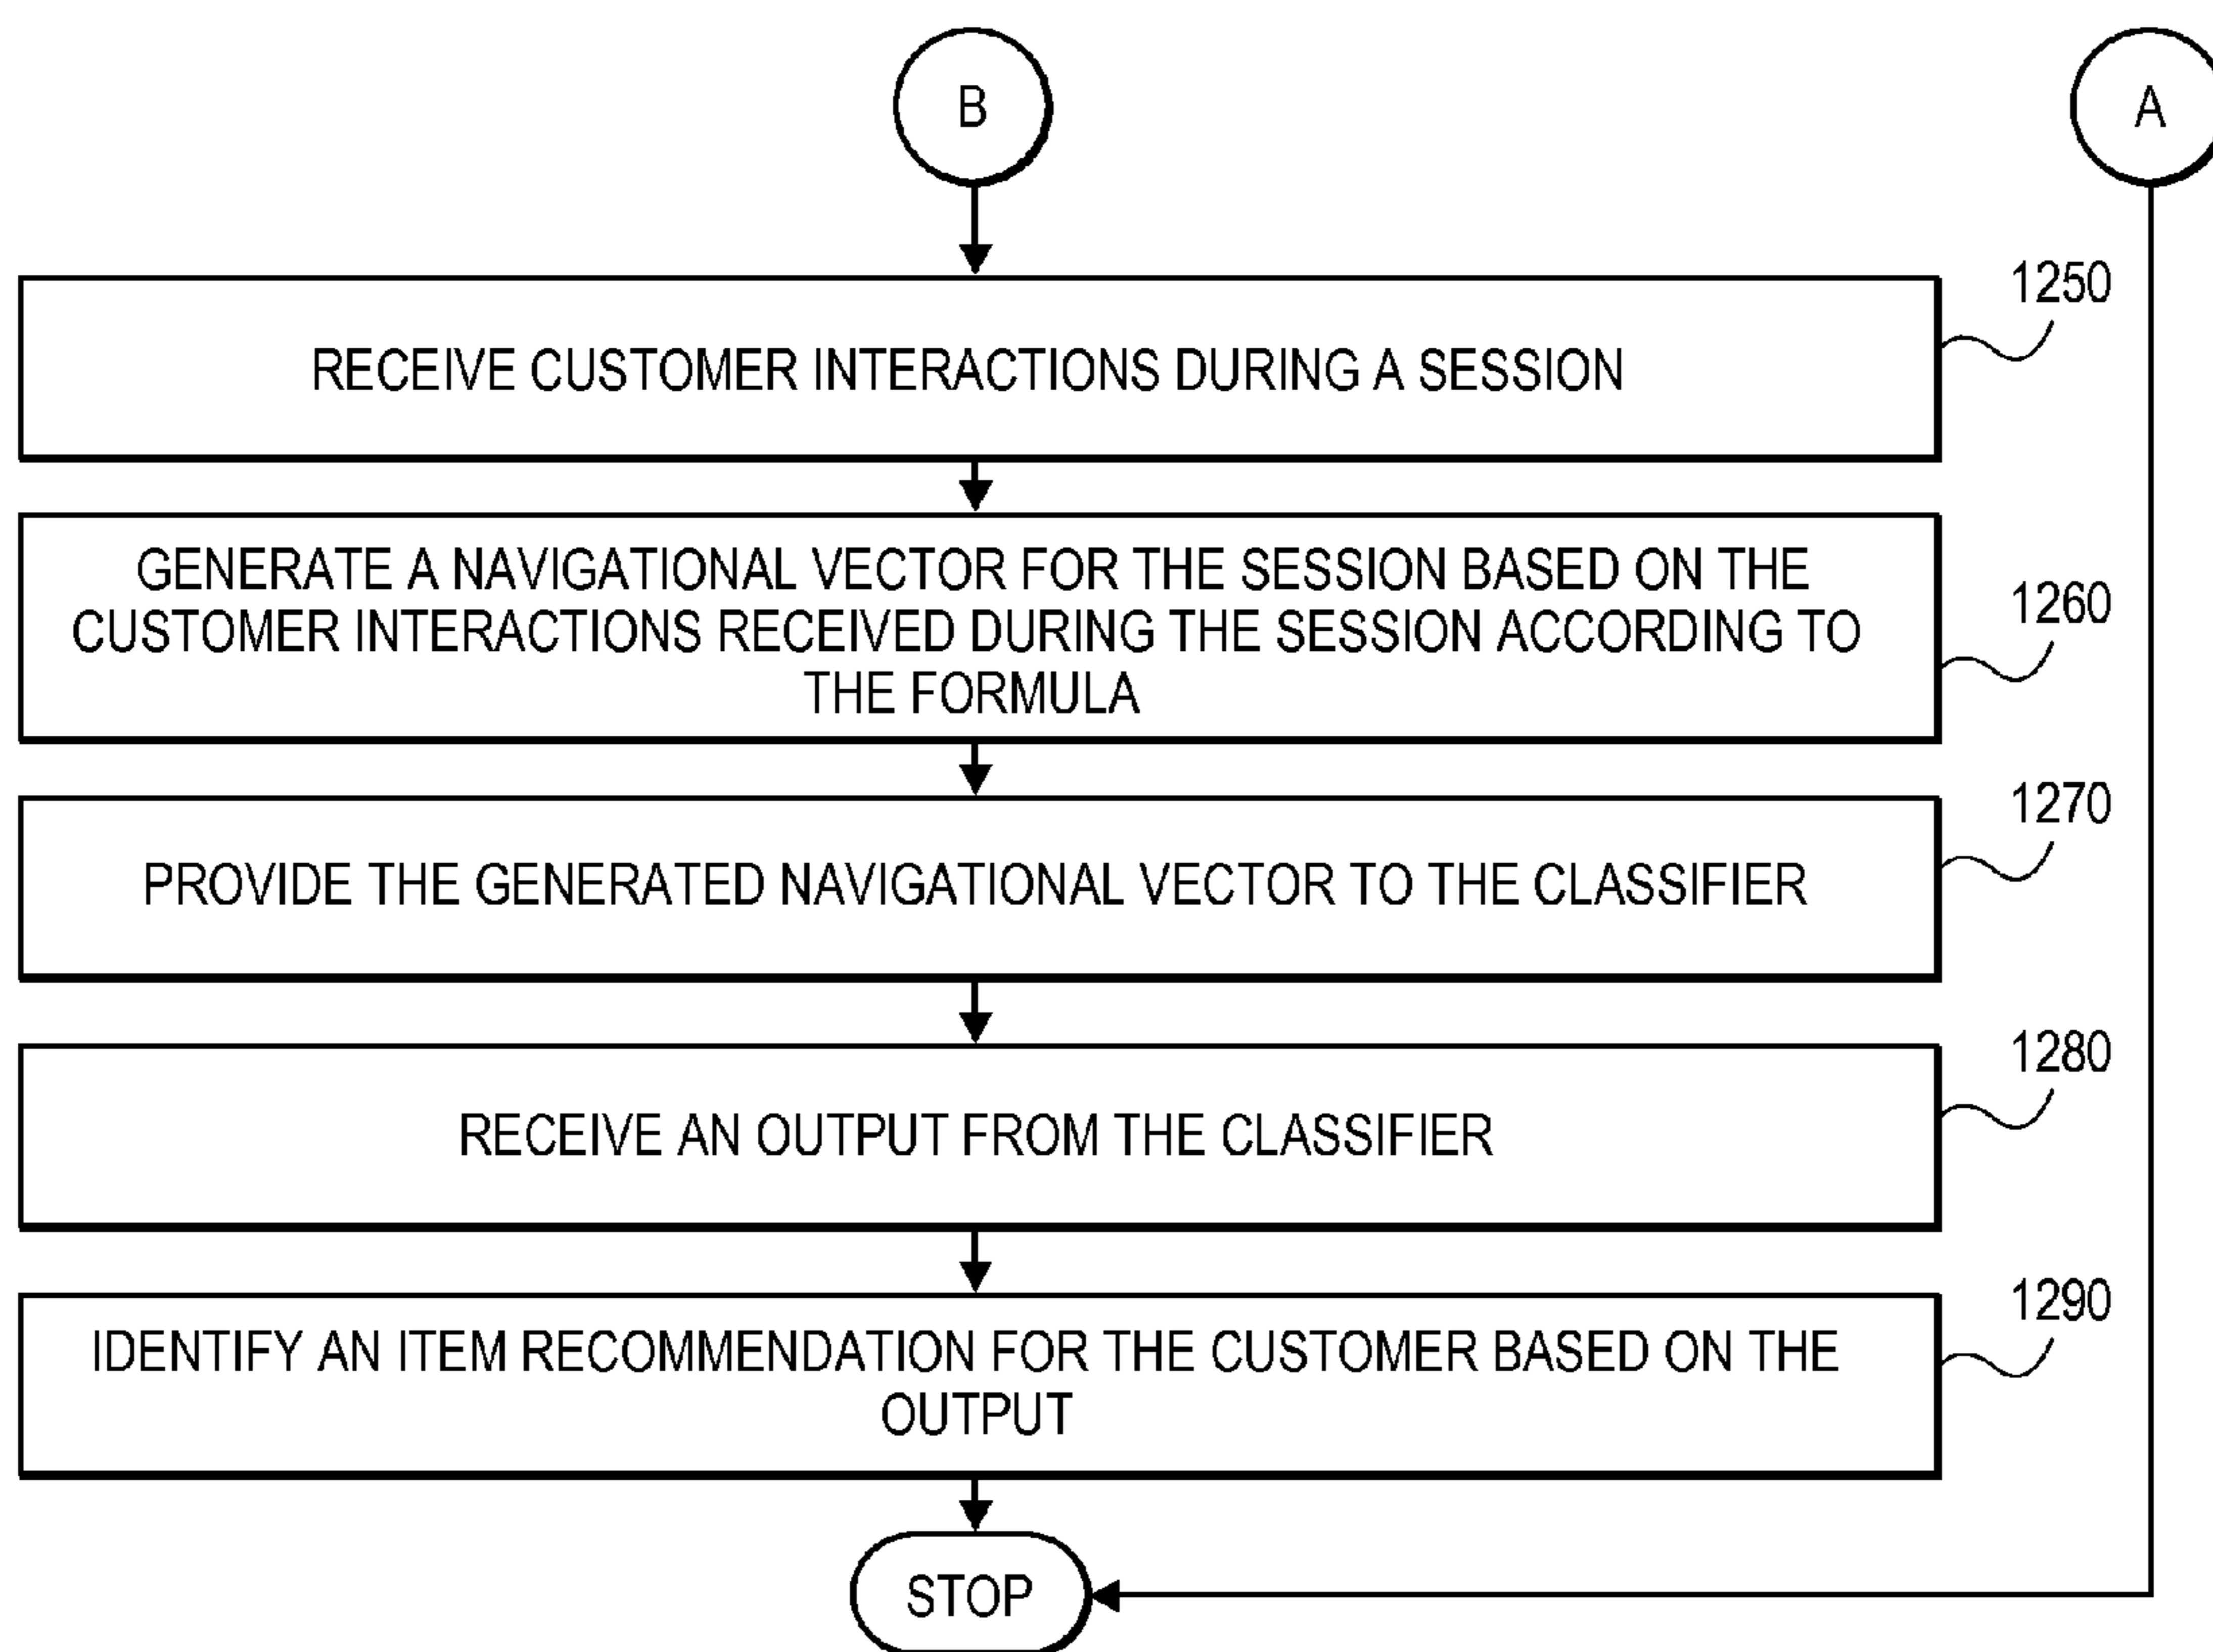 B
A
1250
RECEIVE CUSTOMER INTERACTIONS DURING A SESSION
GENERATE A NAVIGATIONAL VECTOR FOR THE SESSION BASED ON THE
CUSTOMER INTERACTIONS RECEIVED DURING THE SESSION ACCORDING TO
THE FORMULA
1260
1270
PROVIDE THE GENERATED NAVIGATIONAL VECTOR TO THE CLASSIFIER
1280
RECEIVE AN OUTPUT FROM THE CLASSIFIER
1290
IDENTIFY AN ITEM RECOMMENDATION FOR THE CUSTOMER BASED ON THE
OUTPUT
STOP